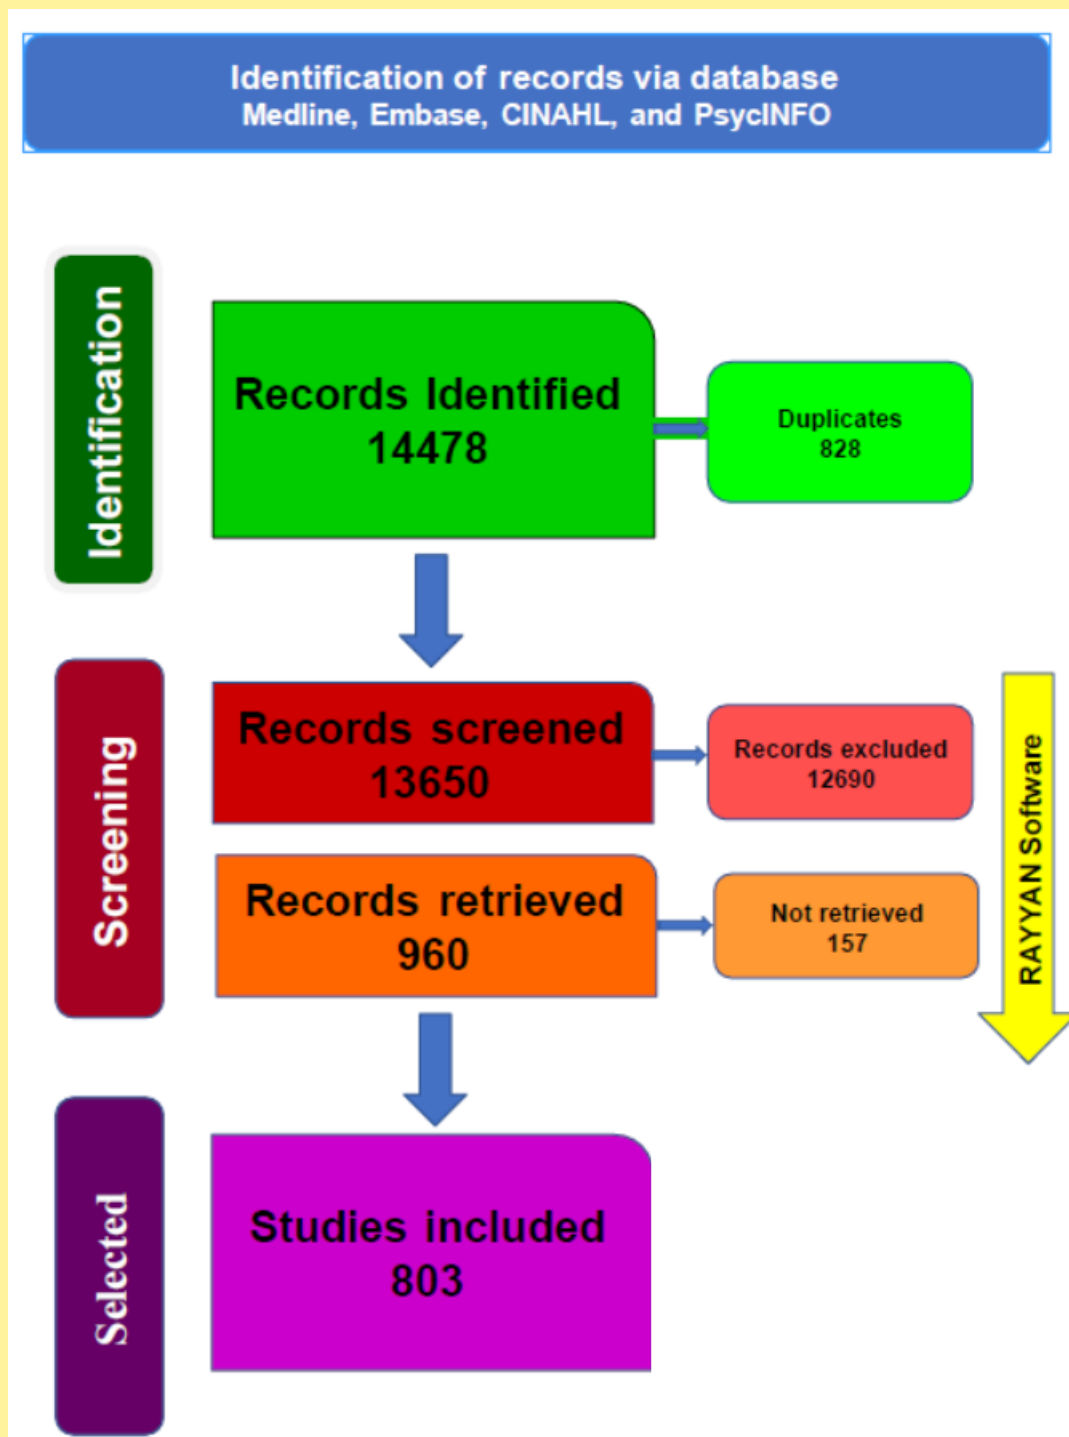 Identification of records via database
Medline, Embase, CINAHL, and PsycINFO
Identification
Records Identified
14478
Duplicates
828
Screening
Records screened
13650
Records excluded
12690
RAYYAN Software
Records retrieved
960
Not retrieved
157
Selected
Studies included
803